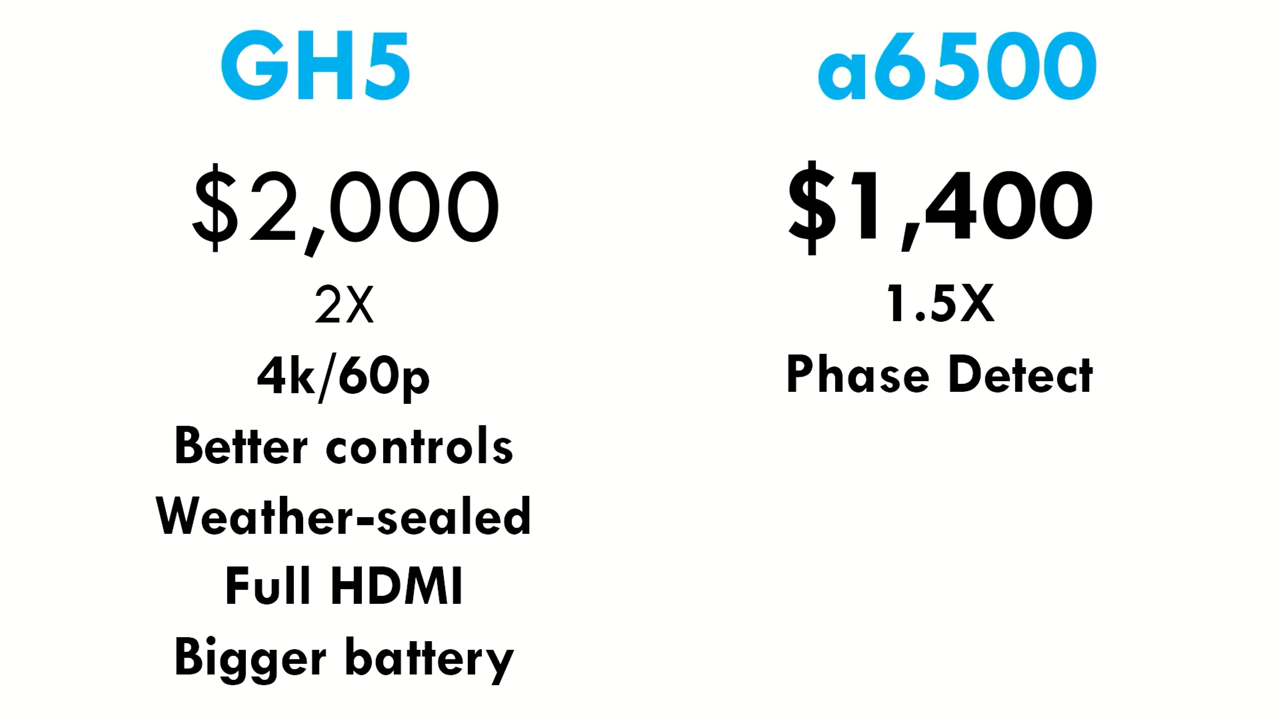 GH5
$2,000
2X
4k/60p
Better controls
Weather-sealed
Full HDMI
Bigger battery
a6500
$1,400
1.5X
Phase Detect